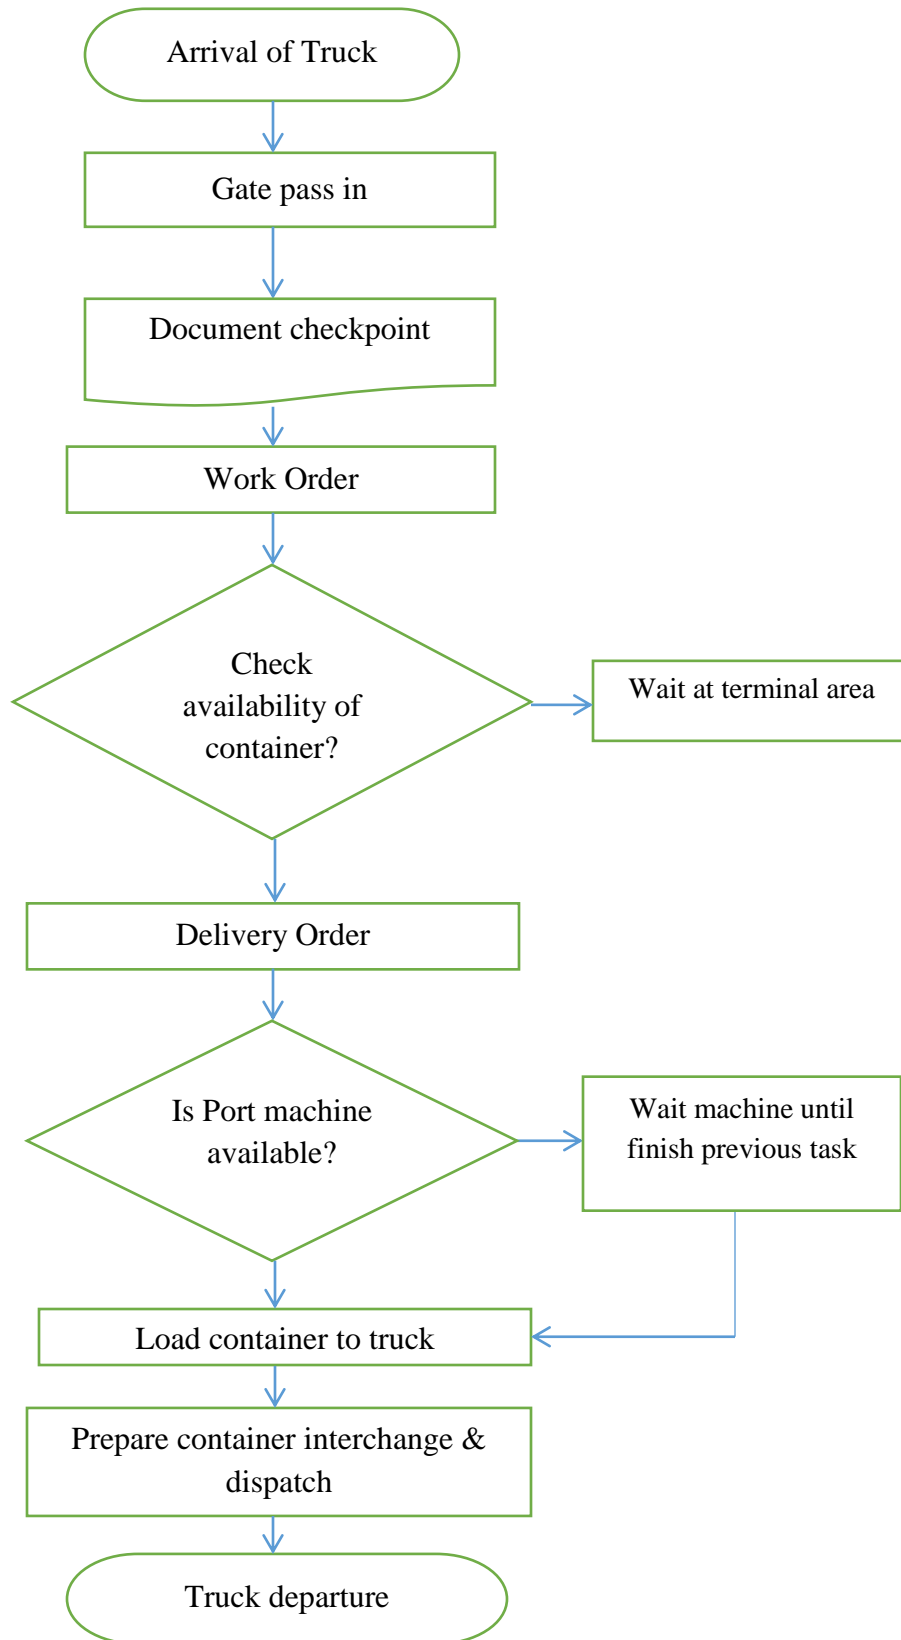 Arrival of Truck
Gate pass in
Document checkpoint
Work Order
Check
availability of
container?
Wait at terminal area
Delivery Order
Is Port machine
available?
Wait machine until
finish previous task
Load container to truck
Prepare container interchange &
dispatch
Truck departure